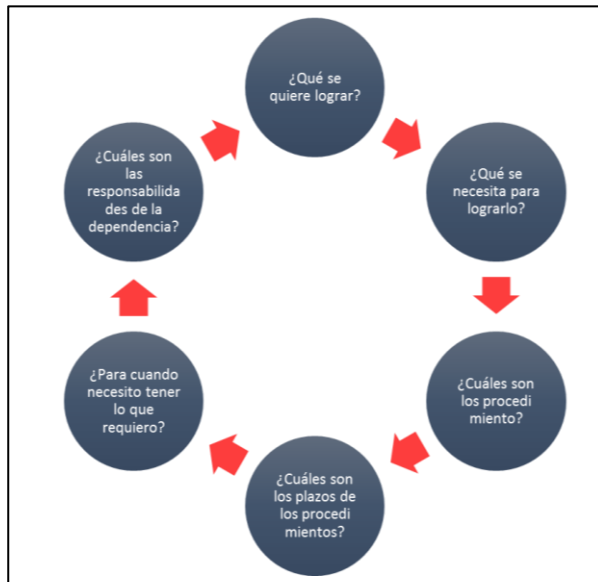 ¿Qué se
quiere lograr?
¿Qué se
necesita para
lograrlo?
¿Cuáles son
los procedi
miento?
¿Cuáles son
los plazos de
los procedi
mientos?
¿Para cuando
necesito tener
lo que
requiero?
¿Cuáles son
las
responsabilida
des de la
dependencia?